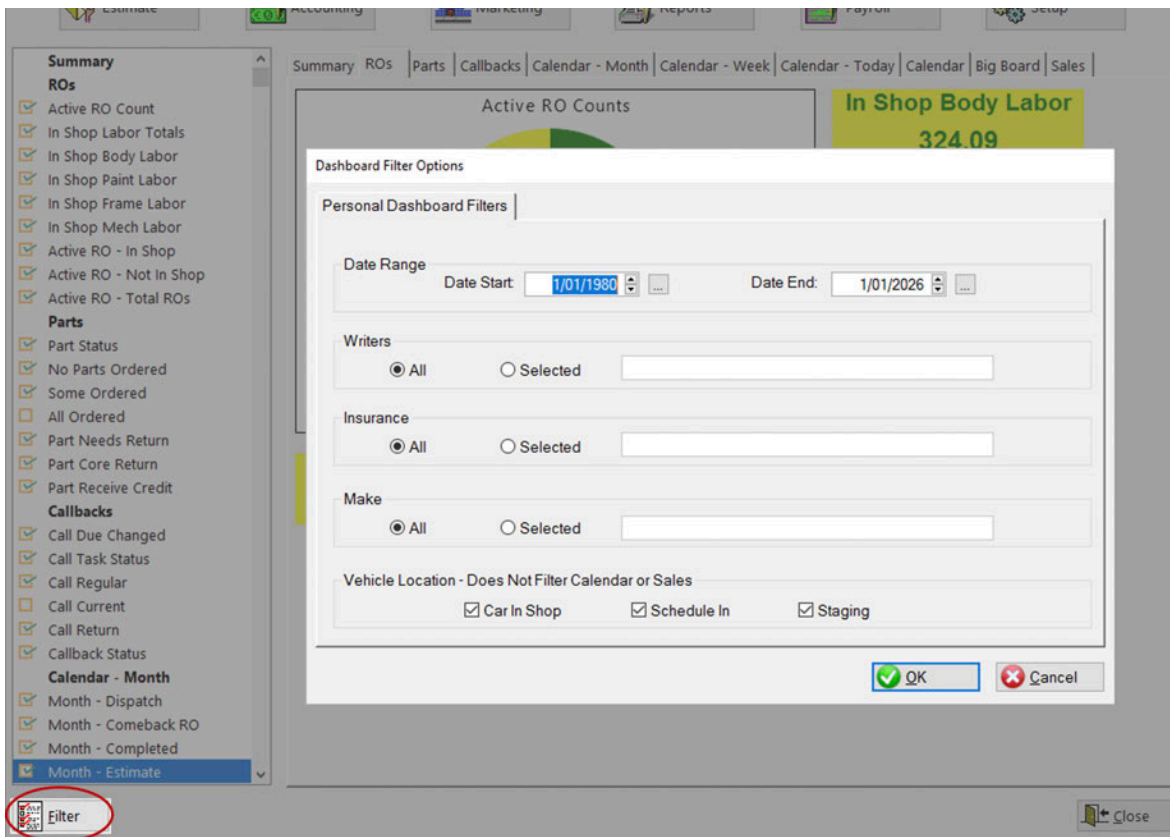 Estimate Accounting Marketing Reports Payroll Setup
Summary
ROs
Active RO Count
In Shop Labor Totals
In Shop Body Labor
In Shop Paint Labor
In Shop Frame Labor
In Shop Mech Labor
Active RO - In Shop
Active RO - Not In Shop
Active RO - Total ROs
Parts
Part Status
No Parts Ordered
Some Ordered
All Ordered
Part Needs Return
Part Core Return
Part Receive Credit
Callbacks
Call Due Changed
Call Task Status
Call Regular
Call Current
Call Return
Callback Status
Calendar - Month
Month - Dispatch
Month - Comeback RO
Month - Completed
Month - Estimate
Filter
Summary ROs Parts Callbacks Calendar - Month Calendar - Week Calendar - Today Calendar Big Board Sales
Active RO Counts
In Shop Body Labor
324.09
Dashboard Filter Options
Personal Dashboard Filters
Date Range
Date Start: 1/01/1980 ... Date End: 1/01/2026 ...
Writers
All Selected
Insurance
All Selected
Make
All Selected
Vehicle Location - Does Not Filter Calendar or Sales
Car In Shop Schedule In Staging
OK Cancel
Close